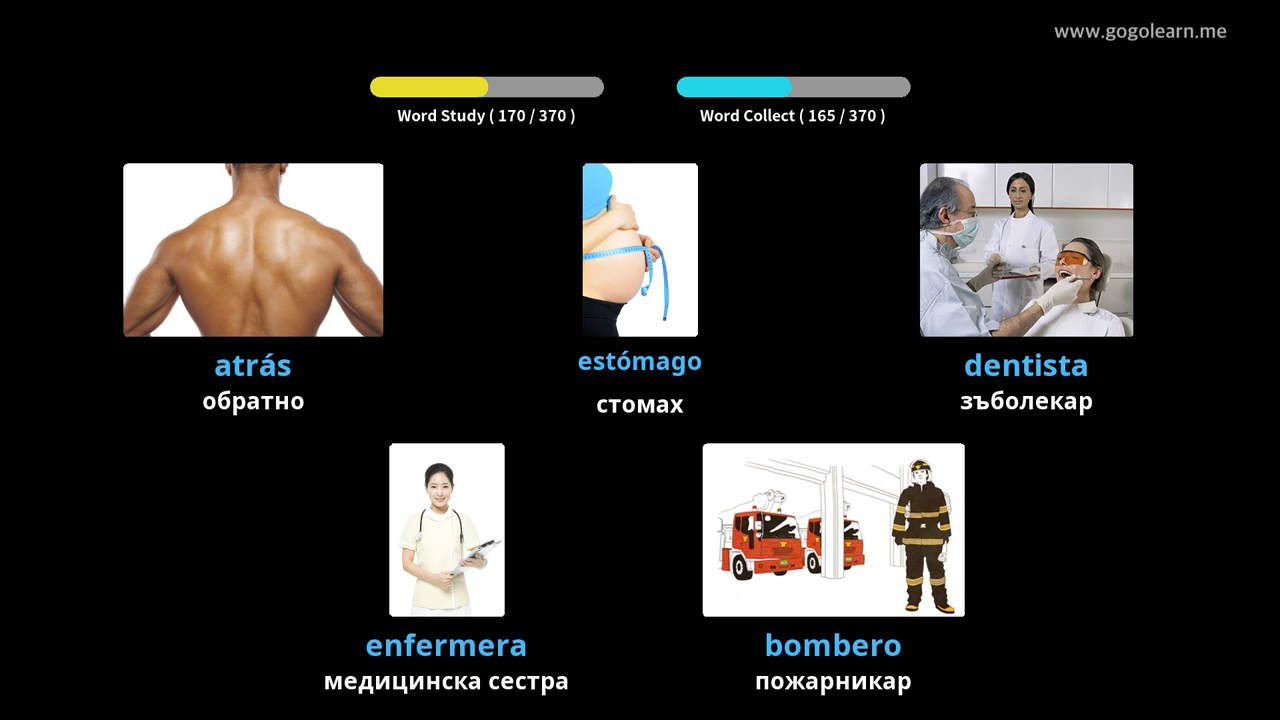 www.gogolearn.me
Word Study ( 170 / 370 )
Word Collect ( 165 / 370 )
atrás
обратно
estómago
стомах
dentista
зъболекар
enfermera
медицинска сестра
bombero
пожарникар